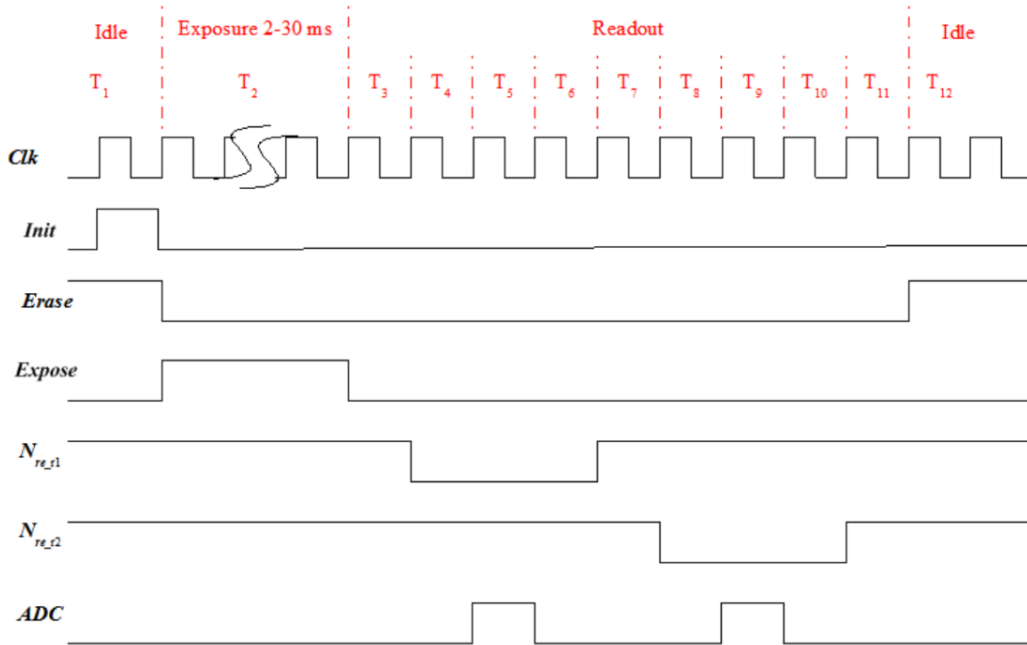 Idle Exposure 2-30 ms Readout Idle
T1 T2 T3 T4 T5 T6 T7 T8 T9 T10 T11 T12
Clk
Init
Erase
Expose
Nre_t1
Nre_t2
ADC